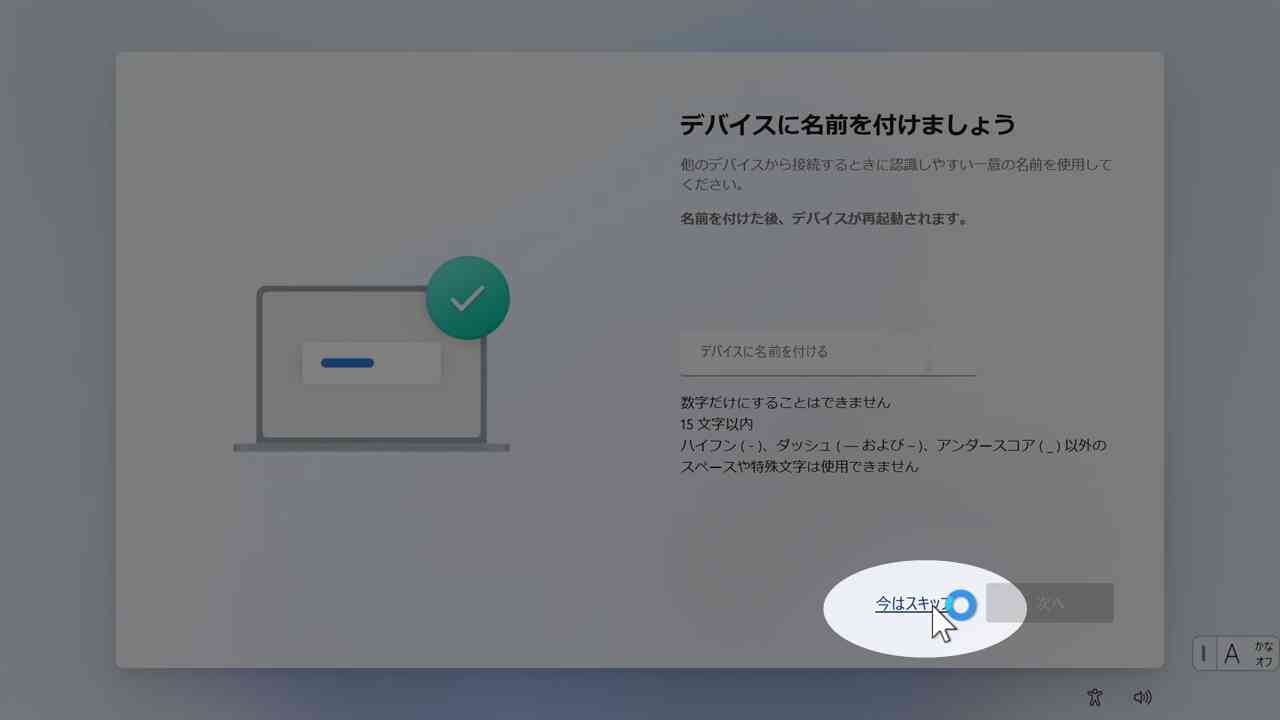 デバイスに名前を付けましょう
他のデバイスから接続するときに認識しやすい一意の名前を使用して
ください。
名前を付けた後、デバイスが再起動されます。
デバイスに名前を付ける
数字だけにすることはできません
15 文字以内
ハイフン ( - )、ダッシュ ( — および – )、アンダースコア ( _ ) 以外の
スペースや特殊文字は使用できません
今はスキップ
次へ
A
かな
オフ